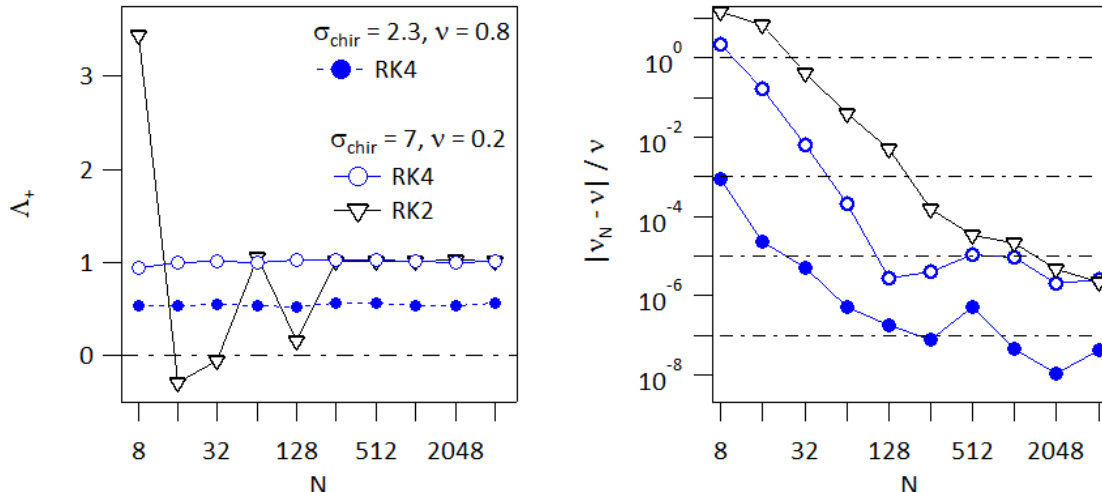 σchir = 2.3, ν = 0.8
RK4
σchir = 7, ν = 0.2
RK4
RK2
Λ+
3
2
1
0
8 32 128 512 2048
N
|νN - ν| / ν
10^0
10^-2
10^-4
10^-6
10^-8
8 32 128 512 2048
N